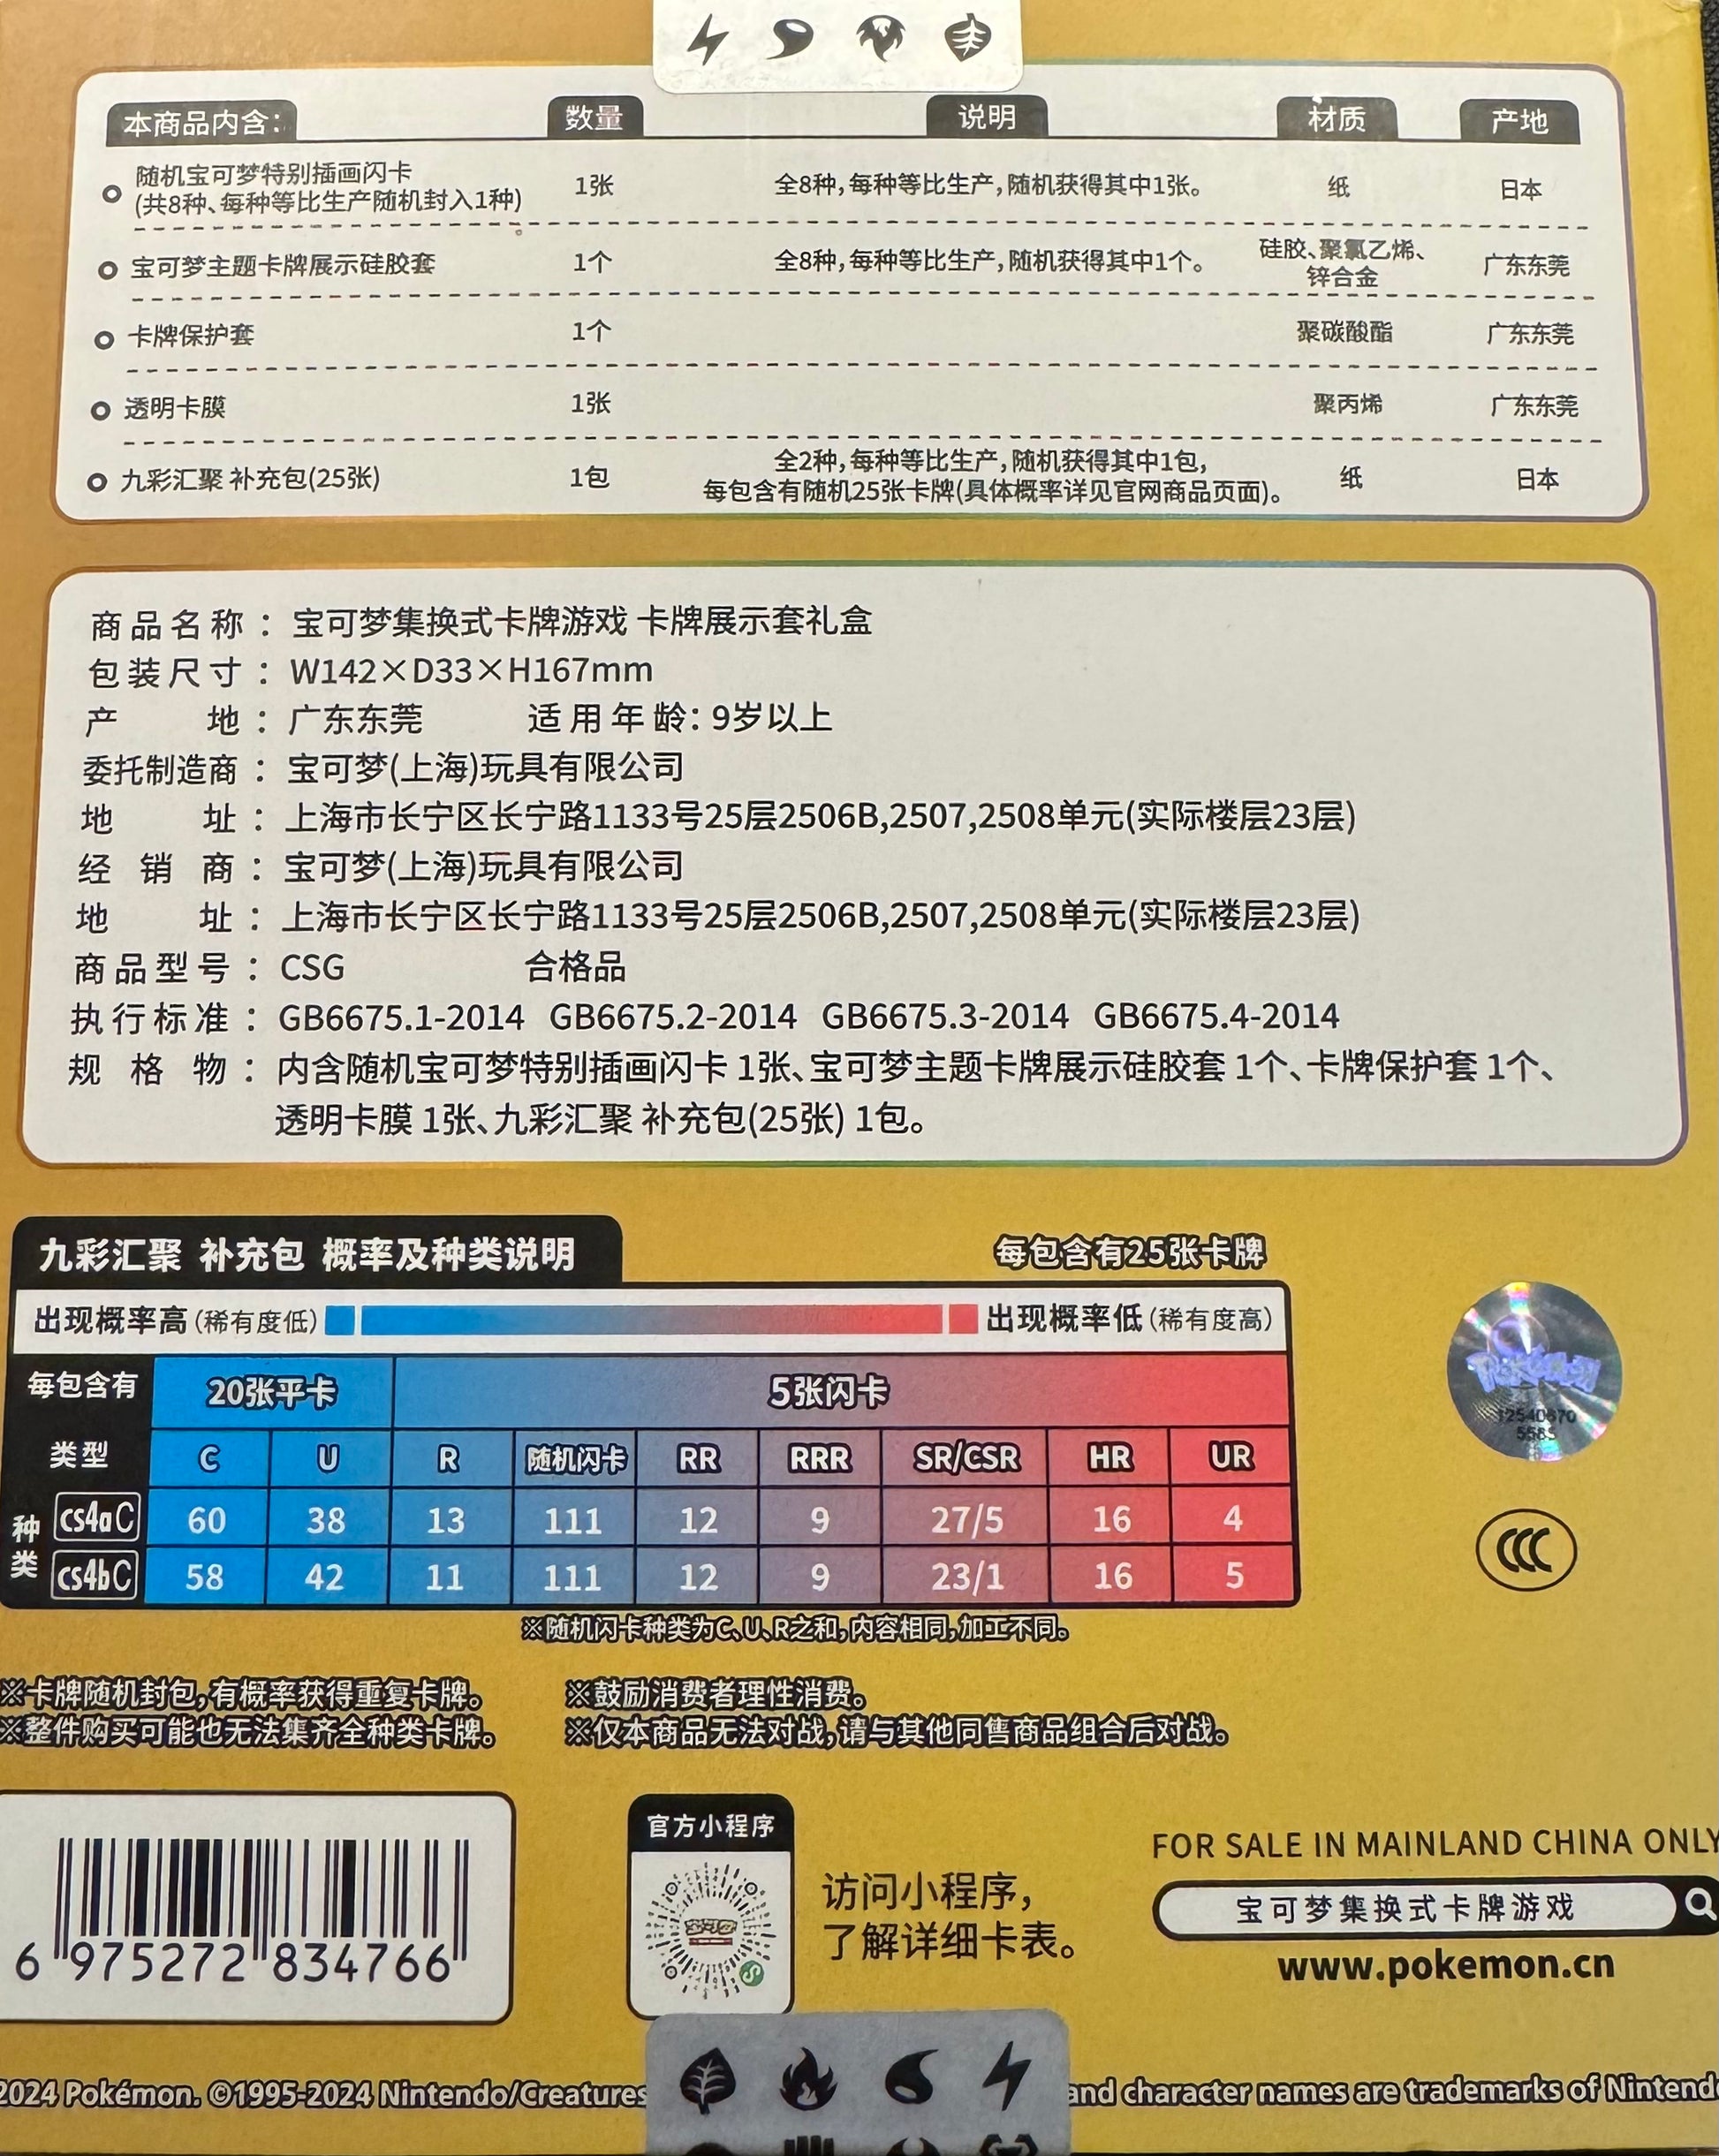 本商品内含: 数量 说明 材质 产地
随机宝可梦特别插画闪卡
(共8种、每种等比生产随机封入1种) 1张 全8种,每种等比生产,随机获得其中1张。 纸 日本
宝可梦主题卡牌展示硅胶套 1个 全8种,每种等比生产,随机获得其中1个。 硅胶、聚氯乙烯、 广东东莞
锌合金
卡牌保护套 1个 聚碳酸酯 广东东莞
透明卡膜 1张 聚丙烯 广东东莞
九彩汇聚 补充包(25张) 1包 全2种,每种等比生产,随机获得其中1包, 纸 日本
每包含有随机25张卡牌(具体概率详见官网商品页面)。
商品名称: 宝可梦集换式卡牌游戏 卡牌展示套礼盒
包装尺寸: W142×D33×H167mm
产地: 广东东莞 适用年龄: 9岁以上
委托制造商: 宝可梦(上海)玩具有限公司
地址: 上海市长宁区长宁路1133号25层2506B,2507,2508单元(实际楼层23层)
经销商: 宝可梦(上海)玩具有限公司
地址: 上海市长宁区长宁路1133号25层2506B,2507,2508单元(实际楼层23层)
商品型号: CSG 合格品
执行标准: GB6675.1-2014 GB6675.2-2014 GB6675.3-2014 GB6675.4-2014
规格物: 内含随机宝可梦特别插画闪卡 1张、宝可梦主题卡牌展示硅胶套 1个、卡牌保护套 1个、
透明卡膜 1张、九彩汇聚 补充包(25张) 1包。
九彩汇聚 补充包 概率及种类说明 每包含有25张卡牌
出现概率高(稀有度低) 出现概率低(稀有度高)
每包含有 20张平卡 5张闪卡
类型 C U R 随机闪卡 RR RRR SR/CSR HR UR
种类 cs4aC 60 38 13 111 12 9 27/5 16 4
cs4bC 58 42 11 111 12 9 23/1 16 5
※随机闪卡种类为C、U、R之和,内容相同,加工不同。
※卡牌随机封包,有概率获得重复卡牌。 ※鼓励消费者理性消费。
※整件购买可能也无法集齐全种类卡牌。 ※仅本商品无法对战,请与其他同售商品组合后对战。
Pokémon
CCC
6 975272 834766
官方小程序
访问小程序,
了解详细卡表。
FOR SALE IN MAINLAND CHINA ONLY
宝可梦集换式卡牌游戏
www.pokemon.cn
2024 Pokémon. ©1995-2024 Nintendo/Creatures and character names are trademarks of Nintendo